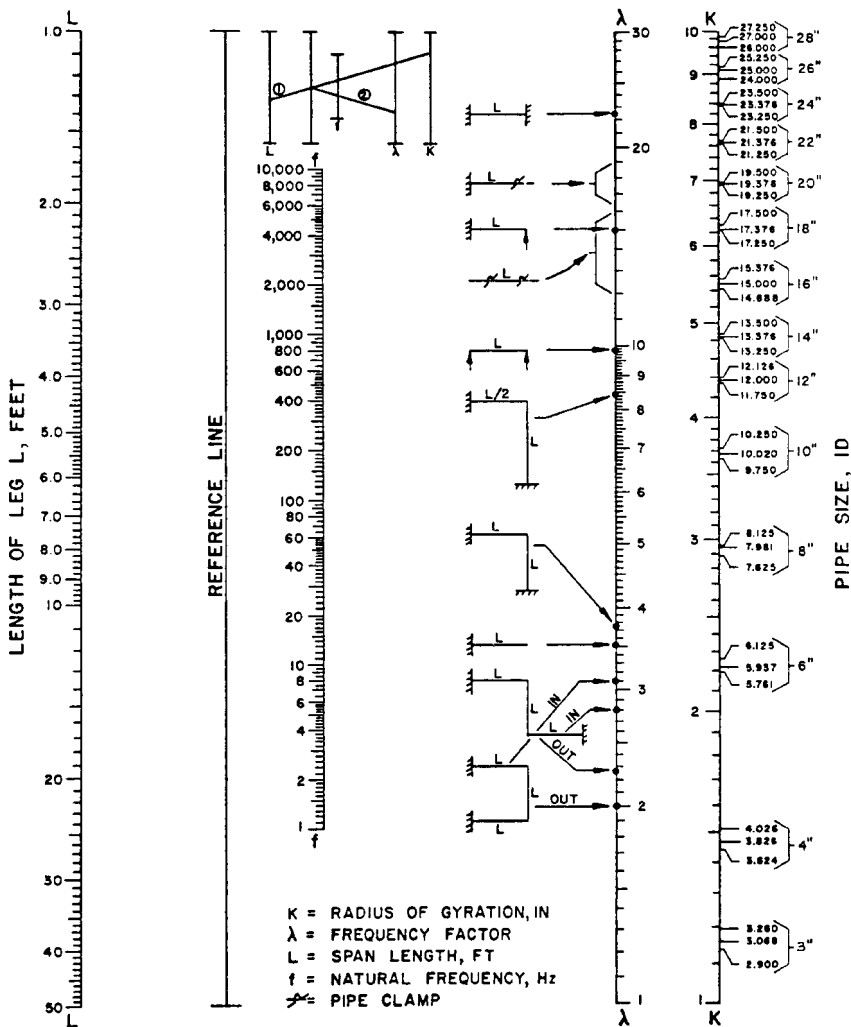 L
LENGTH OF LEG L, FEET
1.0
2.0
3.0
4.0
5.0
6.0
7.0
8.0
9.0
10
20
30
40
50
L
REFERENCE LINE
①
②
L
f
f
λ
K
10,000
8,000
6,000
4,000
2,000
1,000
800
400
200
100
80
60
40
20
10
8
6
4
2
1
f
L
L
L
L
L
L/2
L
L
L
L
L
L
L
IN
IN
OUT
L
L
L
OUT
λ
30
20
10
9
8
7
6
5
4
3
2
1
λ
K
10
9
8
7
6
5
4
3
2
1
K
27.250
27.000
26.000
28"
25.250
25.000
24.000
26"
23.500
23.376
23.250
24"
21.500
21.376
21.250
22"
19.500
19.376
19.250
20"
17.500
17.376
17.250
18"
15.376
15.000
14.688
16"
13.500
13.376
13.250
14"
12.126
12.000
11.750
12"
10.250
10.020
9.750
10"
8.125
7.981
7.625
8"
6.125
5.937
5.761
6"
4.026
3.826
3.624
4"
3.260
3.068
2.900
3"
PIPE SIZE, ID
K = RADIUS OF GYRATION, IN
λ = FREQUENCY FACTOR
L = SPAN LENGTH, FT
f = NATURAL FREQUENCY, Hz
= PIPE CLAMP